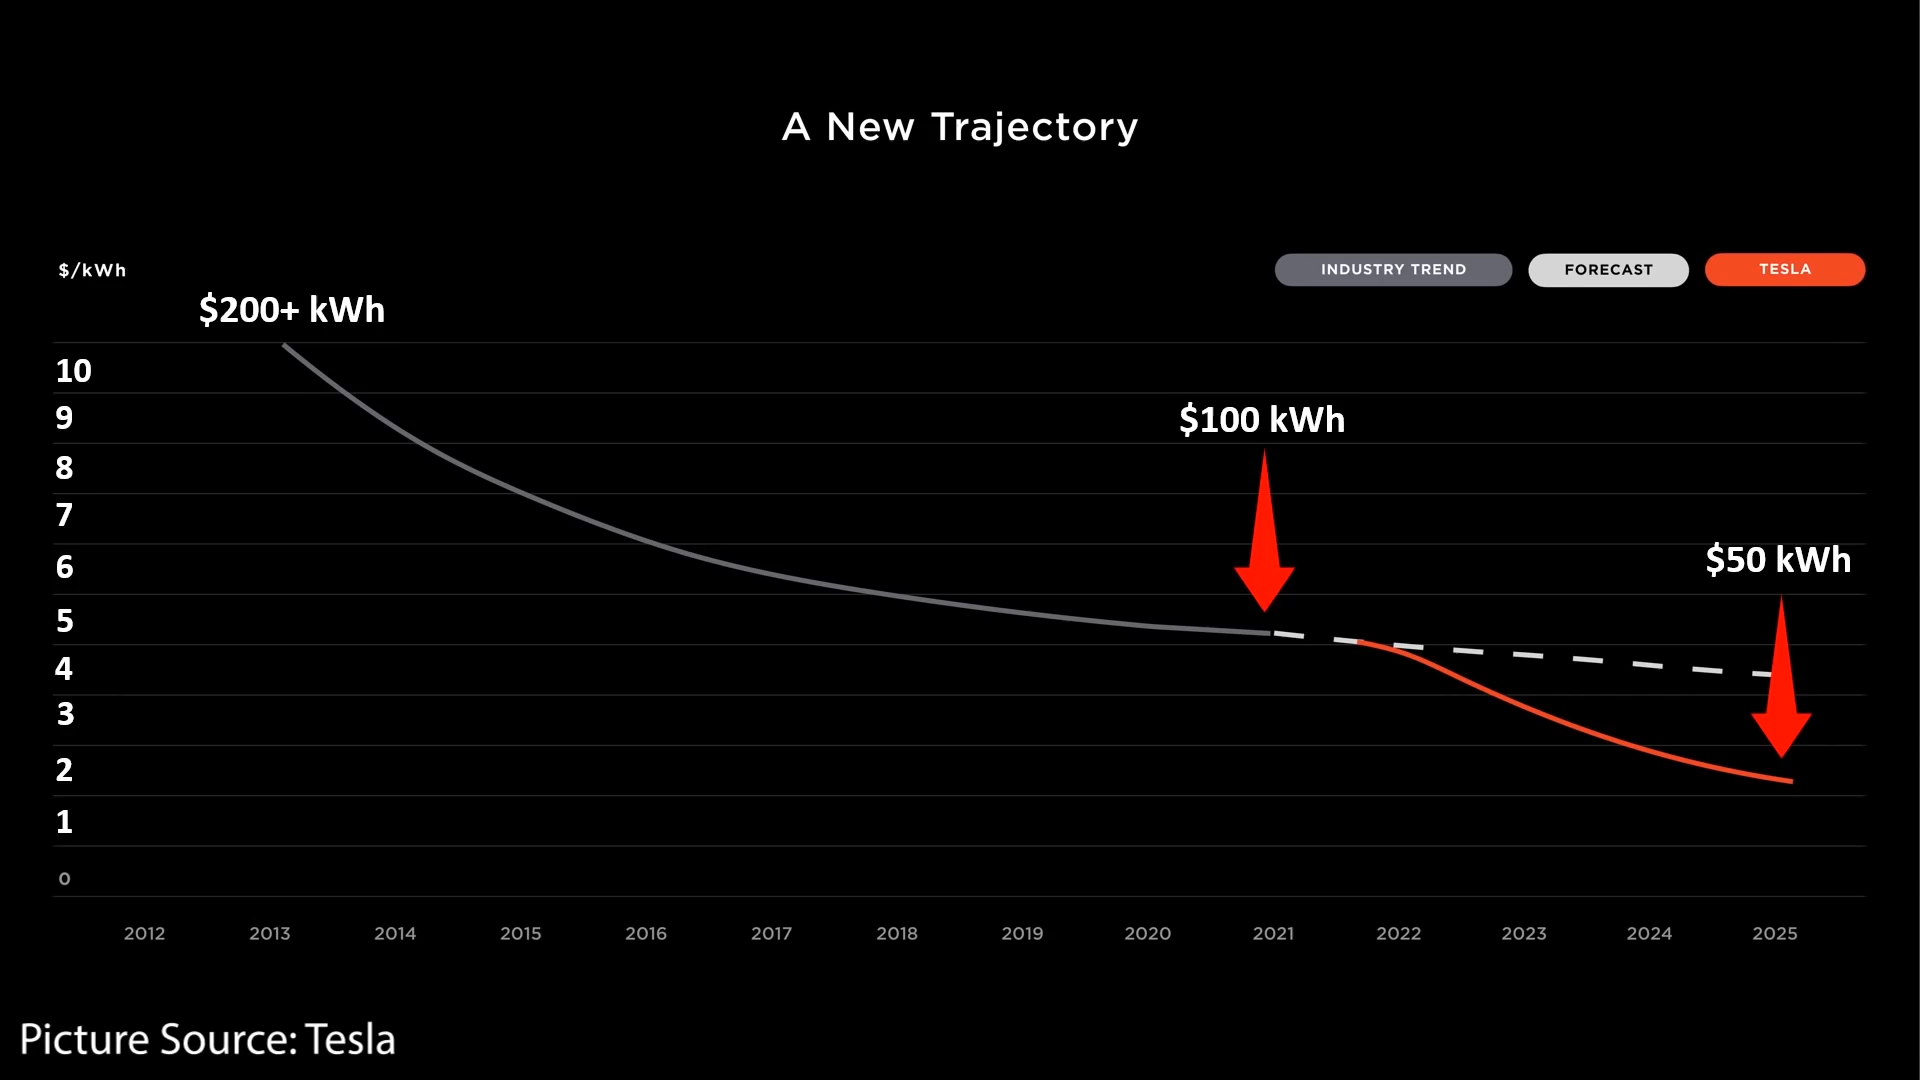 A New Trajectory
$/kWh
INDUSTRY TREND
FORECAST
TESLA
$200+ kWh
10
9
$100 kWh
8
7
6
$50 kWh
5
4
3
2
1
0
2012 2013 2014 2015 2016 2017 2018 2019 2020 2021 2022 2023 2024 2025
Picture Source: Tesla